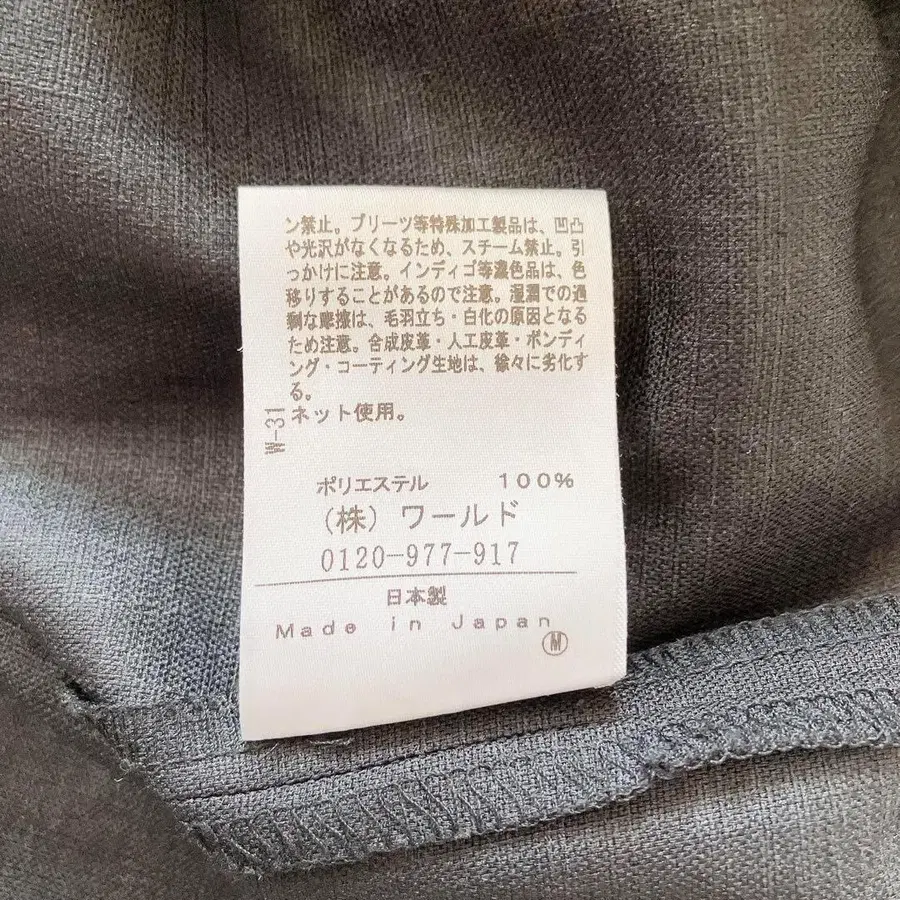 ン禁止。プリーツ等特殊加工製品は、凹凸
や光沢がなくなるため、スチーム禁止。引
っかけに注意。インディゴ等濃色品は、色
移りすることがあるので注意。湿潤での過
剰な摩擦は、毛羽立ち・白化の原因となる
ため注意。合成皮革・人工皮革・ボンディ
ング・コーティング生地は、徐々に劣化す
る。
ネット使用。
W-31
ポリエステル 100%
（株）ワールド
0120-977-917
日本製
Made in Japan
M